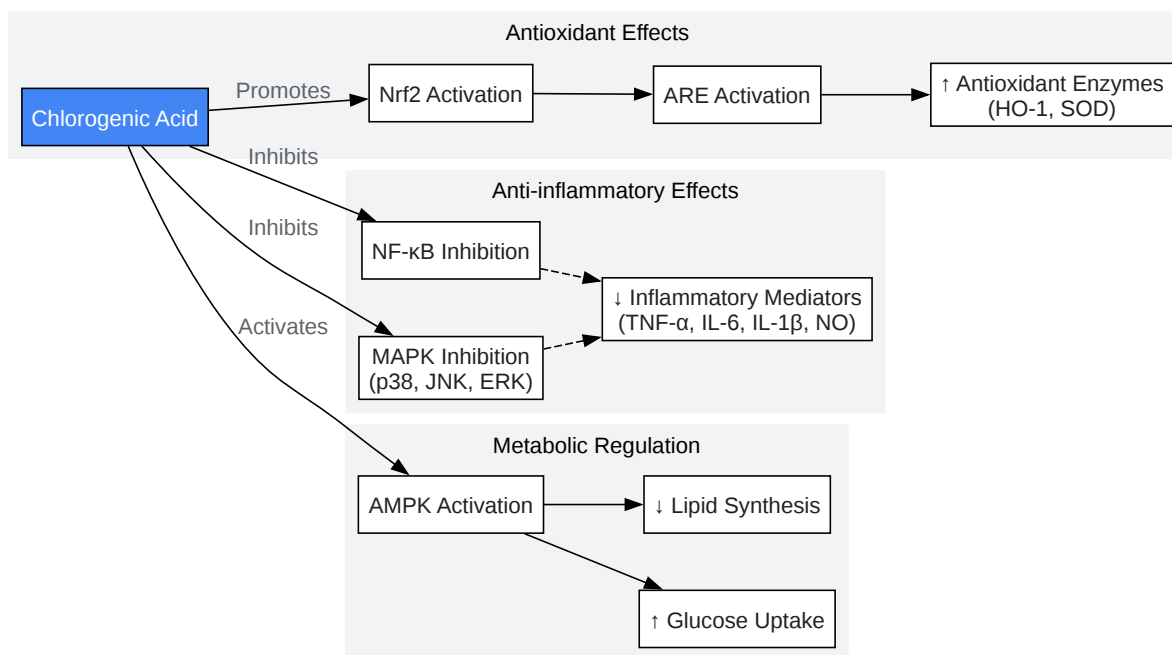 Antioxidant Effects
Chlorogenic Acid
Promotes
Nrf2 Activation
ARE Activation
↑ Antioxidant Enzymes
(HO-1, SOD)
Inhibits
Anti-inflammatory Effects
Inhibits
NF-κB Inhibition
↓ Inflammatory Mediators
(TNF-α, IL-6, IL-1β, NO)
Activates
MAPK Inhibition
(p38, JNK, ERK)
Metabolic Regulation
AMPK Activation
↓ Lipid Synthesis
↑ Glucose Uptake